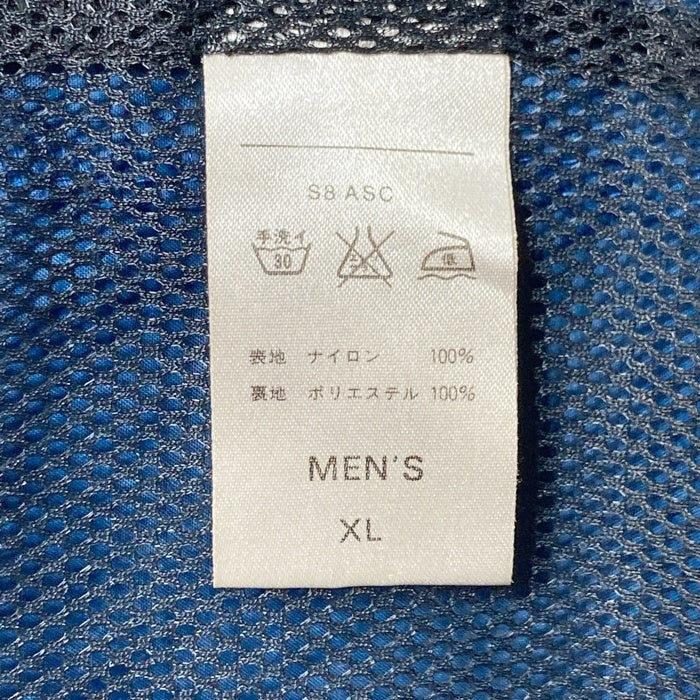 S8 ASC
手洗イ
30
低
表地 ナイロン 100%
裏地 ポリエステル 100%
MEN'S
XL